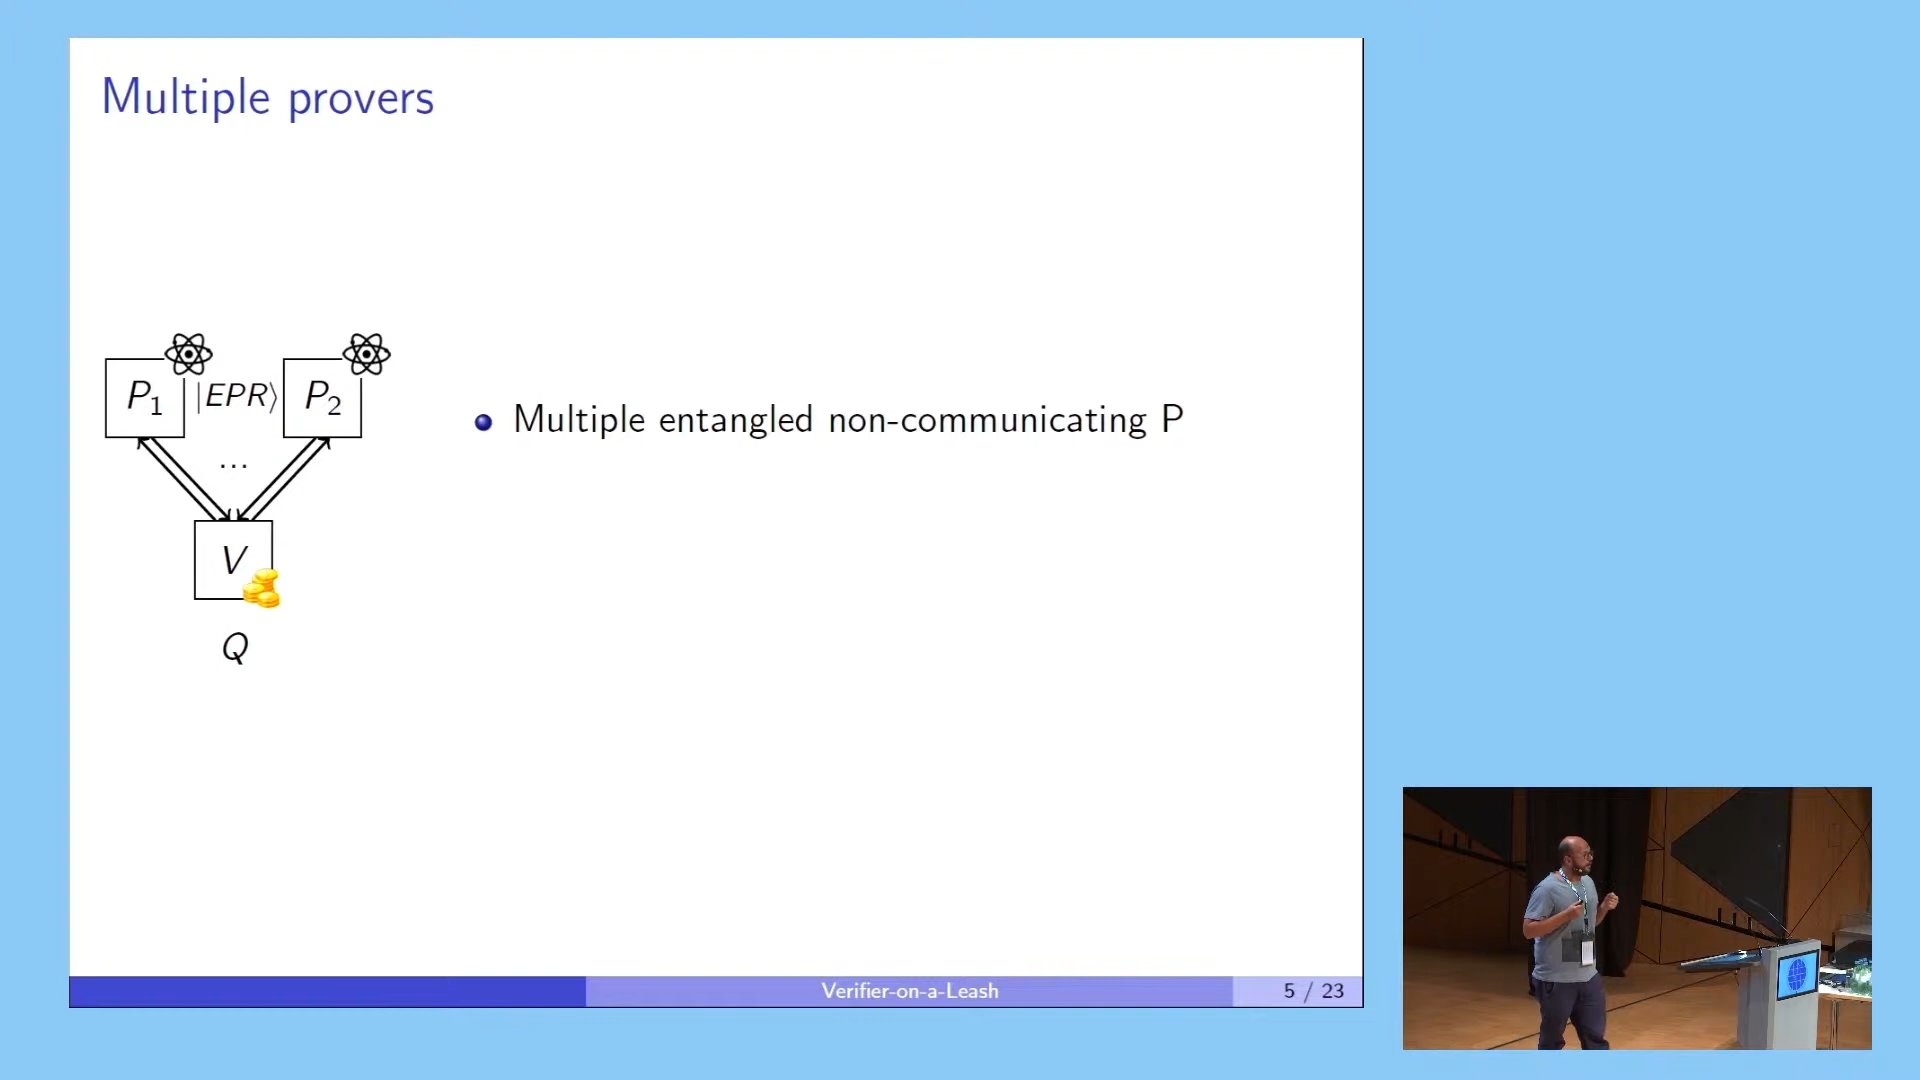 Multiple provers
P1 |EPR⟩ P2
...
V
Q
Multiple entangled non-communicating P
Verifier-on-a-Leash 5 / 23